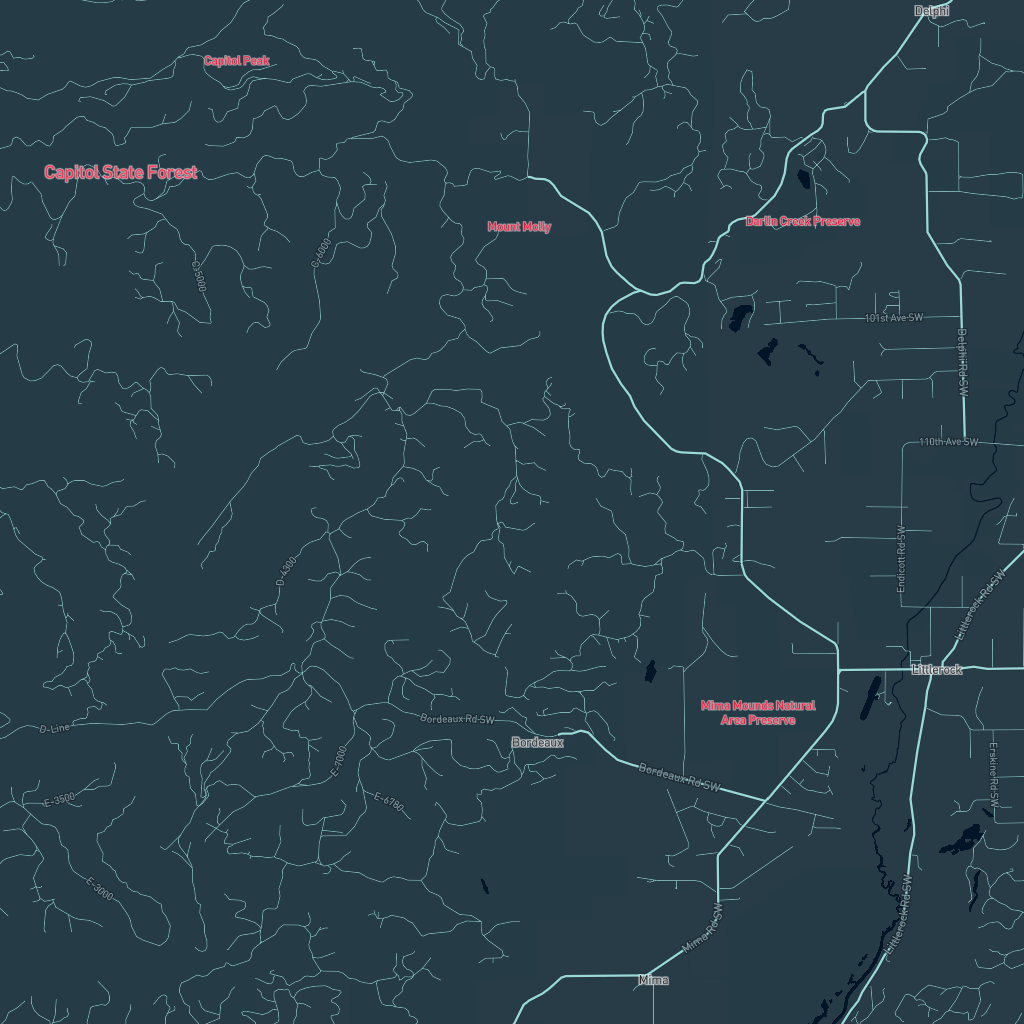 Delphi
Capitol Peak
Capitol State Forest
Darlin Creek Preserve
Mount Molly
C-6000
C-5000
101st Ave SW
Delphi Rd SW
110th Ave SW
Endicott Rd SW
D-4300
Littlerock Rd SW
Littlerock
Mima Mounds Natural
Area Preserve
Bordeaux Rd SW
D-Line
Bordeaux
E-7000
Bordeaux Rd SW
Erskine Rd SW
E-3500
E-6780
E-3000
Littlerock Rd SW
Mima Rd SW
Mima